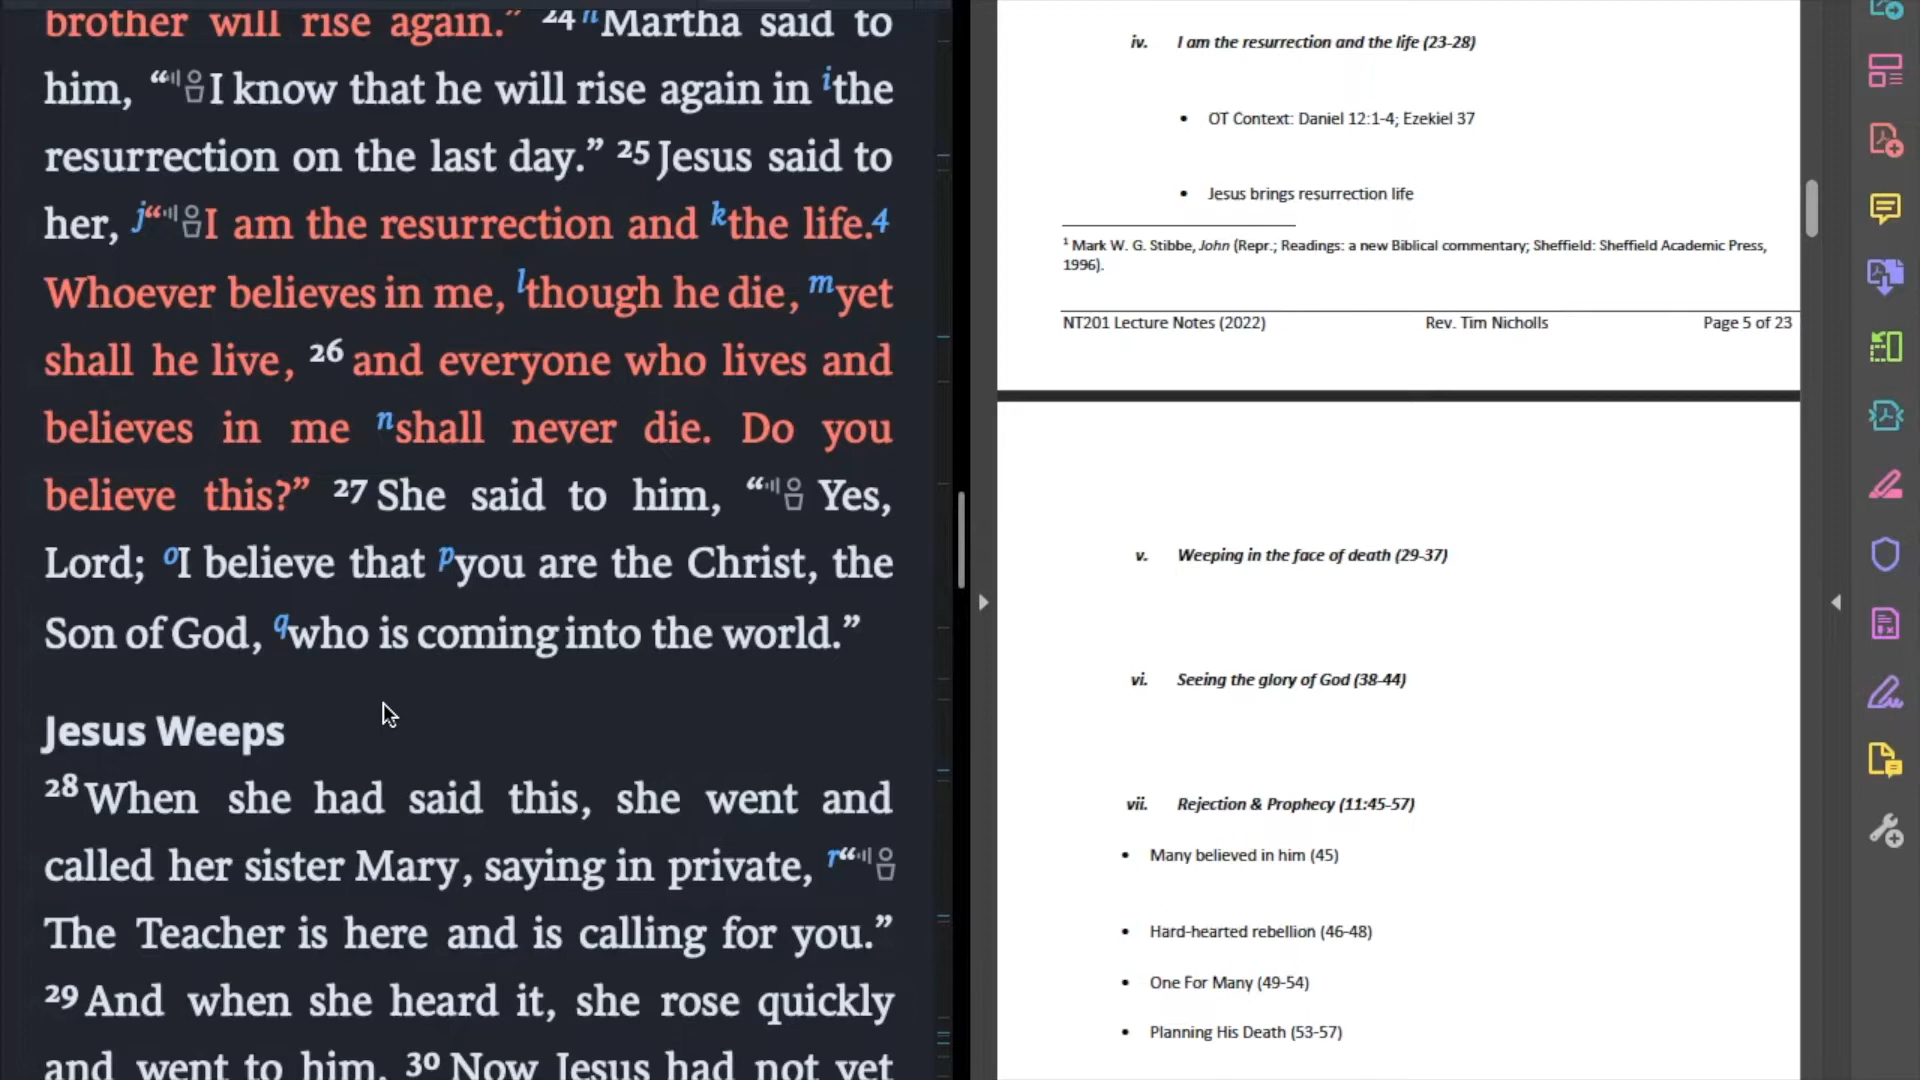 brother will rise again.” 24 nMartha said to
him, “I know that he will rise again in ithe
resurrection on the last day.” 25 Jesus said to
her, j“I am the resurrection and kthe life.4
Whoever believes in me, lthough he die, myet
shall he live, 26 and everyone who lives and
believes in me nshall never die. Do you
believe this?” 27 She said to him, “Yes,
Lord; oI believe that pyou are the Christ, the
Son of God, qwho is coming into the world.”
Jesus Weeps
28 When she had said this, she went and
called her sister Mary, saying in private, r“
The Teacher is here and is calling for you.”
29 And when she heard it, she rose quickly
and went to him. 30 Now Jesus had not yet
iv. I am the resurrection and the life (23-28)
• OT Context: Daniel 12:1-4; Ezekiel 37
• Jesus brings resurrection life
1 Mark W. G. Stibbe, John (Repr.; Readings: a new Biblical commentary; Sheffield: Sheffield Academic Press,
1996).
NT201 Lecture Notes (2022) Rev. Tim Nicholls Page 5 of 23
v. Weeping in the face of death (29-37)
vi. Seeing the glory of God (38-44)
vii. Rejection & Prophecy (11:45-57)
• Many believed in him (45)
• Hard-hearted rebellion (46-48)
• One For Many (49-54)
• Planning His Death (53-57)